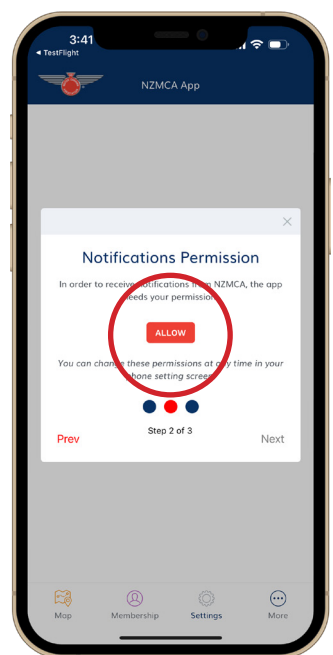 3:41
◄ TestFlight
NZMCA App
Notifications Permission
In order to receive notifications from NZMCA, the app
needs your permission
ALLOW
You can change these permissions at any time in your
phone setting screen
Prev
Step 2 of 3
Next
Map
Membership
Settings
More